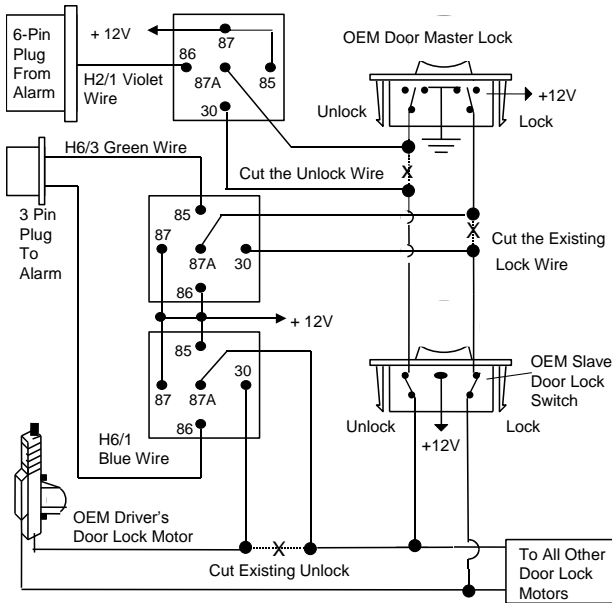 6-Pin
Plug
From
Alarm
+ 12V
87
86
87A
85
30
H2/1 Violet
Wire
OEM Door Master Lock
Unlock
+12V
Lock
H6/3 Green Wire
Cut the Unlock Wire
3 Pin
Plug
To
Alarm
85
87
87A
30
86
Cut the Existing
Lock Wire
+ 12V
85
30
87
87A
86
H6/1
Blue Wire
OEM Slave
Door Lock
Switch
Unlock
+12V
Lock
OEM Driver's
Door Lock Motor
Cut Existing Unlock
X
X
X
To All Other
Door Lock
Motors